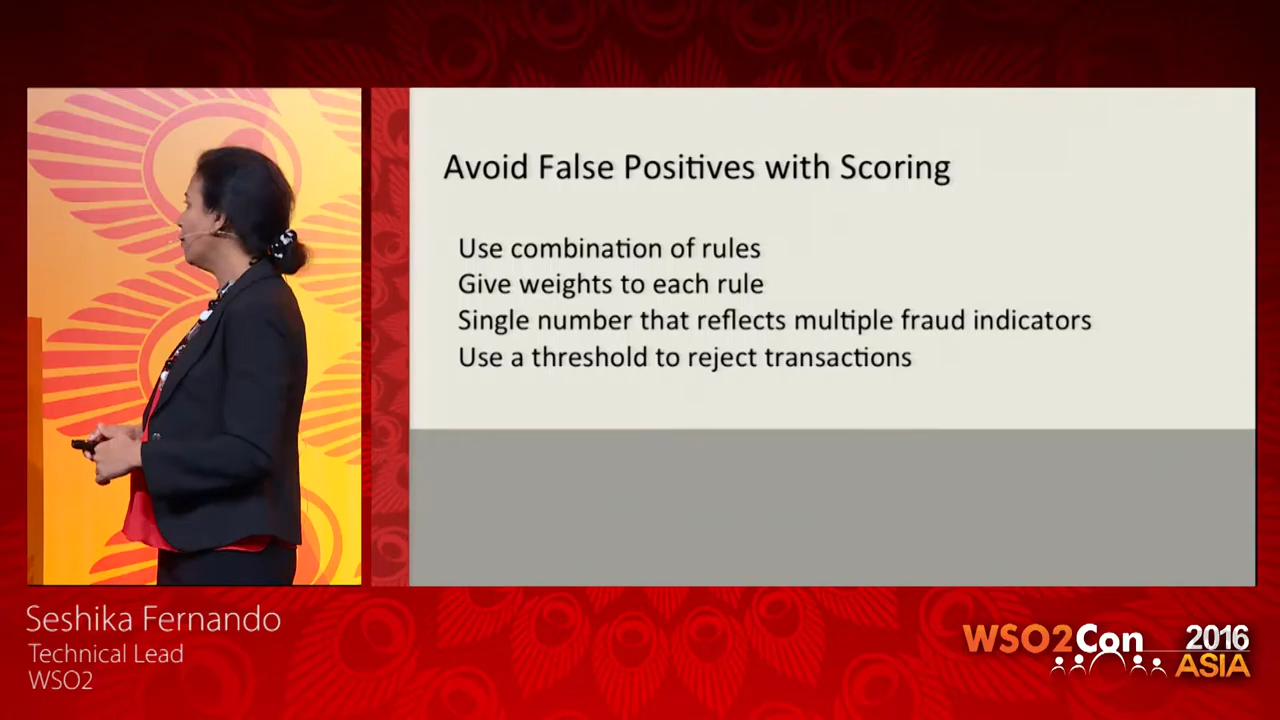 Avoid False Positives with Scoring
Use combination of rules
Give weights to each rule
Single number that reflects multiple fraud indicators
Use a threshold to reject transactions
Seshika Fernando
Technical Lead
WSO2
WSO2Con 2016
ASIA